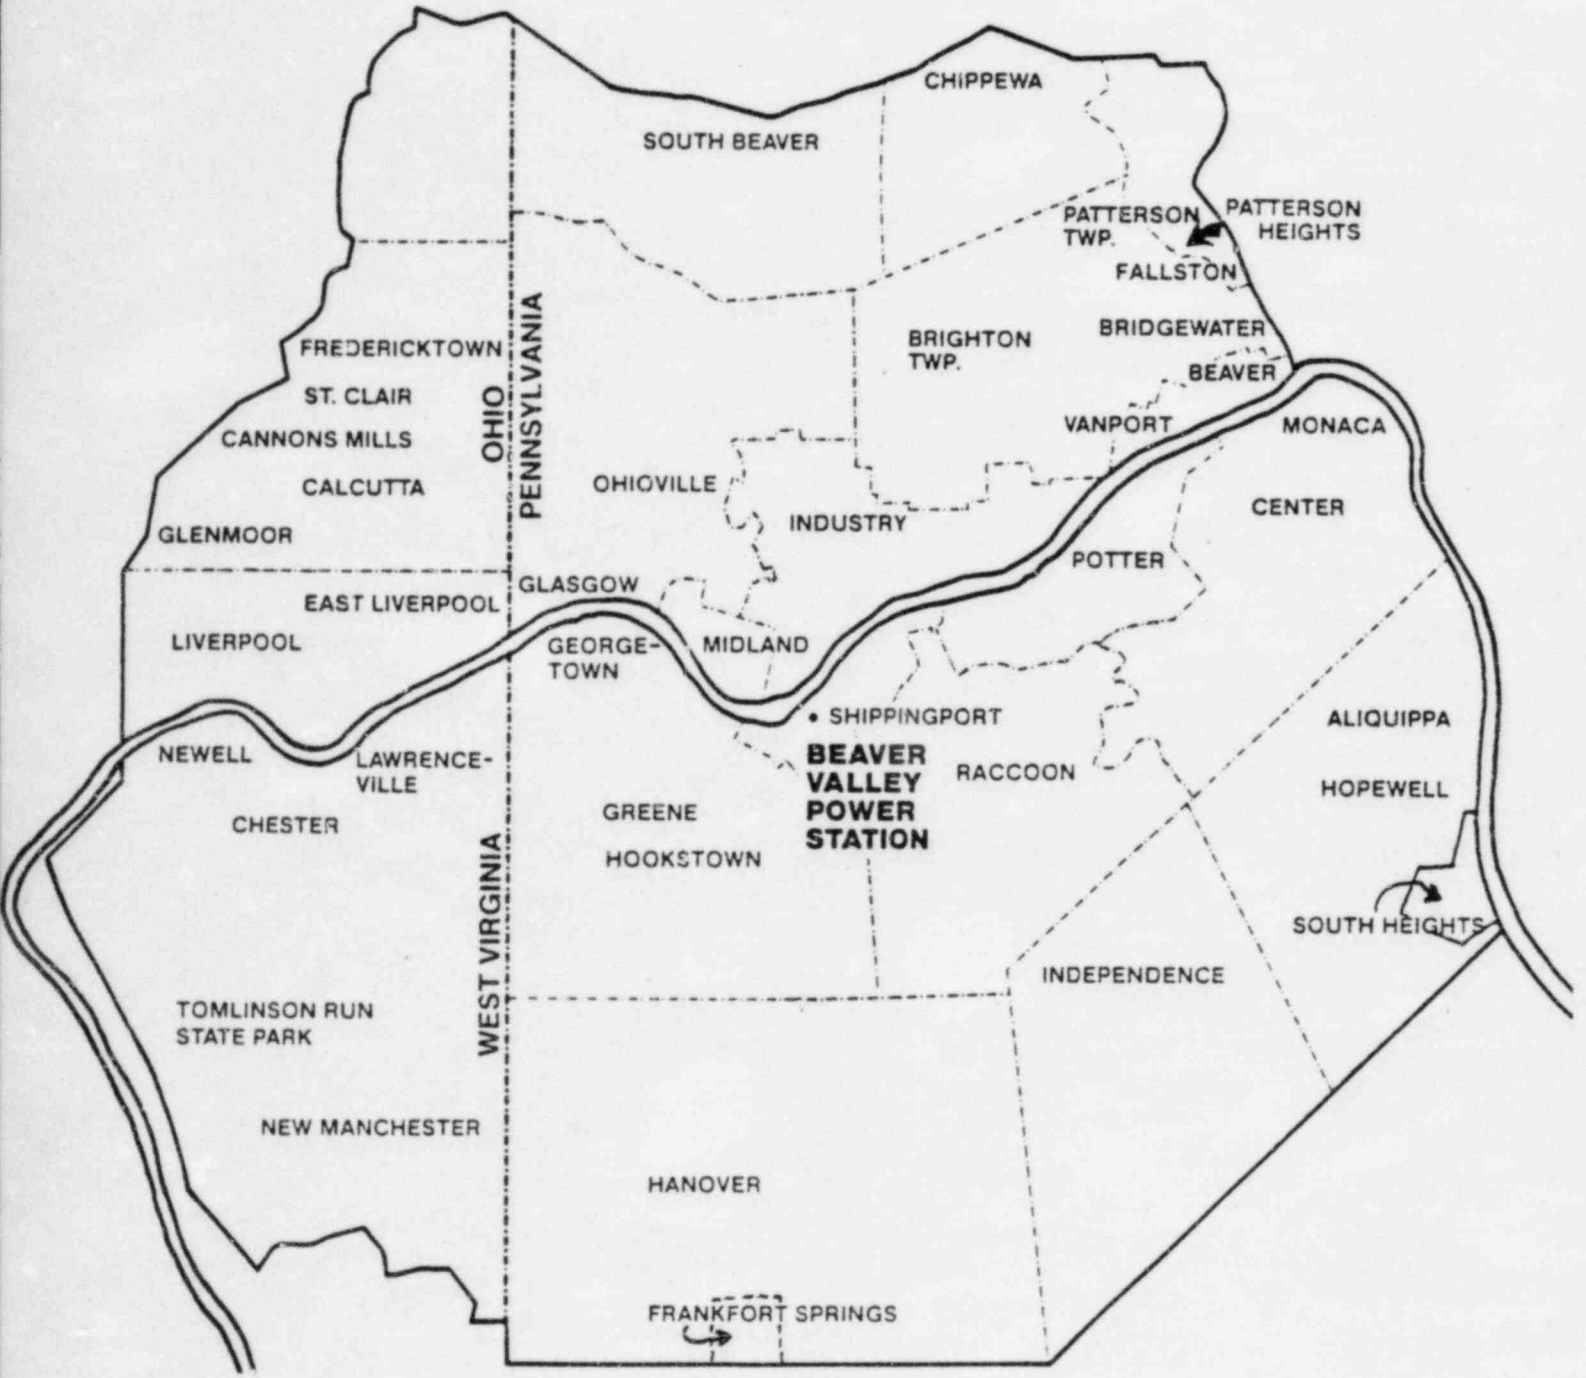 CHIPPEWA
SOUTH BEAVER
PATTERSON
TWP.
PATTERSON
HEIGHTS
FALLSTON
BRIDGEWATER
BRIGHTON
TWP.
BEAVER
FREDERICKTOWN
ST. CLAIR
CANNONS MILLS
CALCUTTA
GLENMOOR
OHIO
PENNSYLVANIA
VANPORT
MONACA
OHIOVILLE
INDUSTRY
CENTER
POTTER
GLASGOW
EAST LIVERPOOL
LIVERPOOL
GEORGE-
TOWN
MIDLAND
SHIPPINGPORT
BEAVER
VALLEY
POWER
STATION
RACCOON
ALIQUIPPA
HOPEWELL
NEWELL
LAWRENCE-
VILLE
CHESTER
GREENE
HOOKSTOWN
WEST VIRGINIA
SOUTH HEIGHTS
INDEPENDENCE
TOMLINSON RUN
STATE PARK
NEW MANCHESTER
HANOVER
FRANKFORT SPRINGS